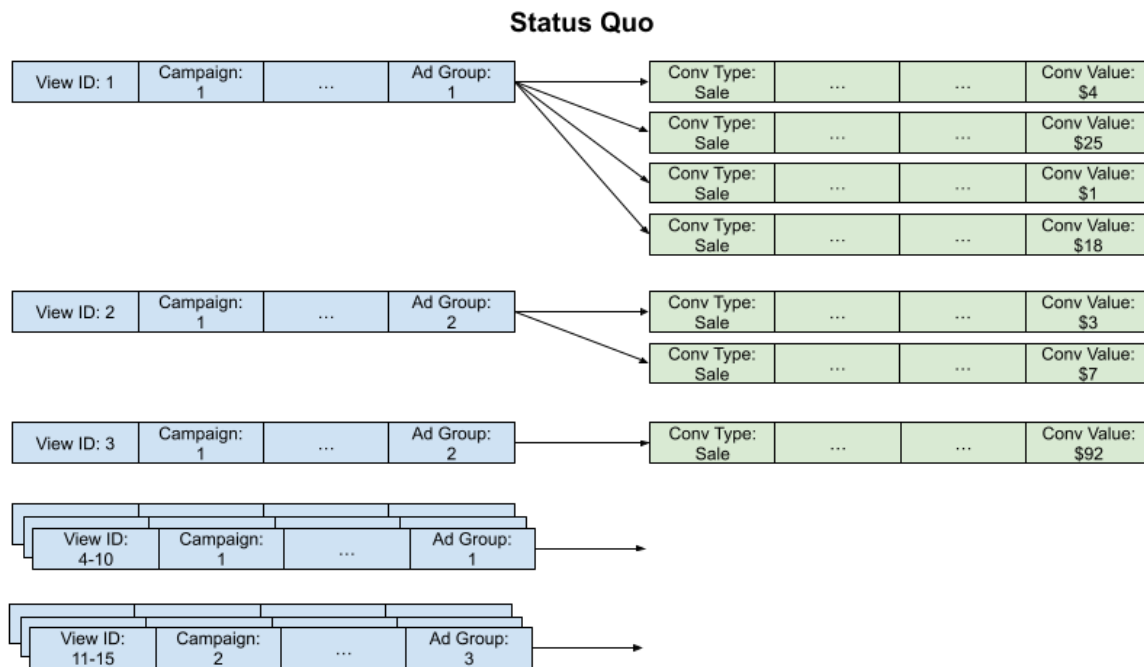 Status Quo
View ID: 1
Campaign:
1
...
Ad Group:
1
Conv Type:
Sale
...
...
Conv Value:
$4
Conv Type:
Sale
...
...
Conv Value:
$25
Conv Type:
Sale
...
...
Conv Value:
$1
Conv Type:
Sale
...
...
Conv Value:
$18
View ID: 2
Campaign:
1
...
Ad Group:
2
Conv Type:
Sale
...
...
Conv Value:
$3
Conv Type:
Sale
...
...
Conv Value:
$7
View ID: 3
Campaign:
1
...
Ad Group:
2
Conv Type:
Sale
...
...
Conv Value:
$92
View ID:
4-10
Campaign:
1
...
Ad Group:
1
View ID:
11-15
Campaign:
2
...
Ad Group:
3